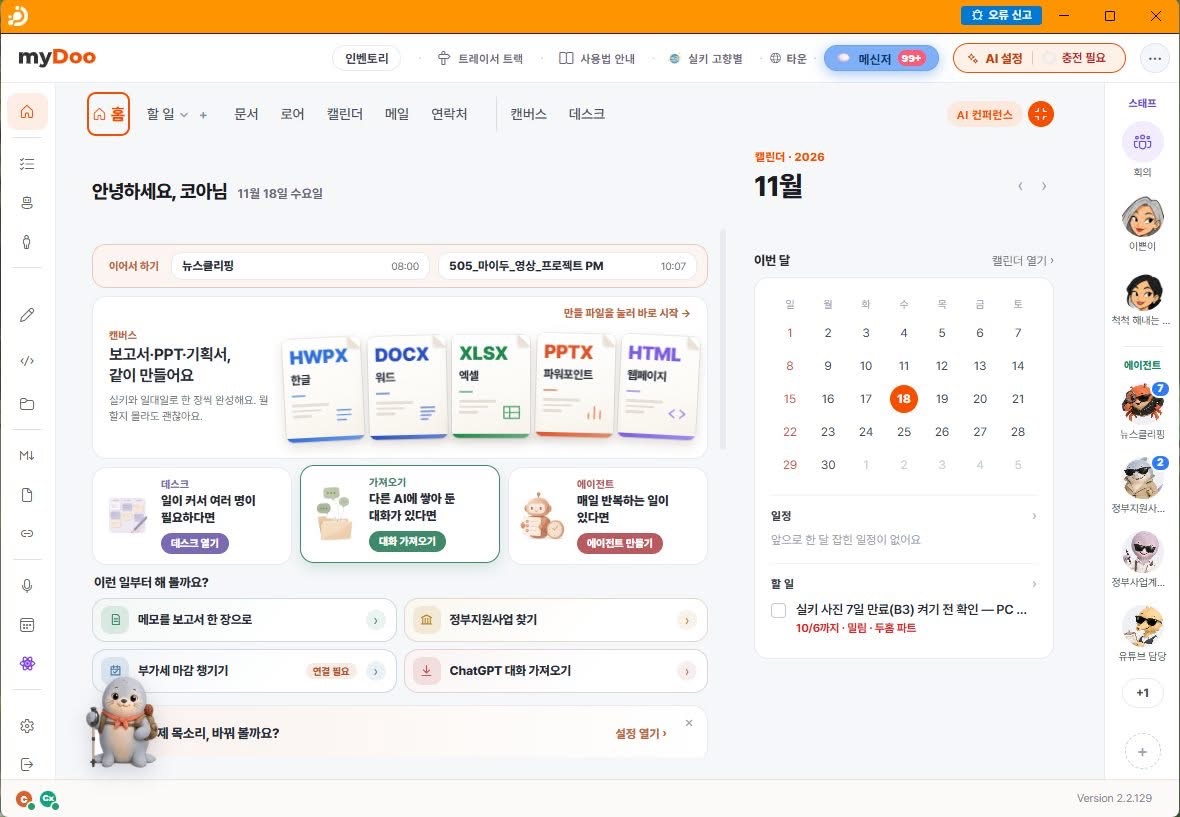 오류 신고
myDoo
인벤토리
트레이서 트랙
사용법 안내
실키 고향별
타운
메신저 99+
AI 설정
충전 필요
홈
할 일
문서
로어
캘린더
메일
연락처
캔버스
데스크
AI 컨퍼런스
안녕하세요, 코아님 11월 18일 수요일
이어서 하기
뉴스클리핑 08:00
505_마이두_영상_프로젝트 PM 10:07
만들 파일을 눌러 바로 시작 →
캔버스
보고서·PPT·기획서,
같이 만들어요
실키와 일대일로 한 장씩 완성해요. 뭘
할지 몰라도 괜찮아요.
HWPX
한글
DOCX
워드
XLSX
엑셀
PPTX
파워포인트
HTML
웹페이지
데스크
일이 커서 여러 명이
필요하다면
데스크 열기
가져오기
다른 AI에 쌓아 둔
대화가 있다면
대화 가져오기
에이전트
매일 반복하는 일이
있다면
에이전트 만들기
이런 일부터 해 볼까요?
메모를 보고서 한 장으로
정부지원사업 찾기
부가세 마감 챙기기 연결 필요
ChatGPT 대화 가져오기
제 목소리, 바꿔 볼까요?
설정 열기 ›
캘린더 · 2026
11월
이번 달
캘린더 열기 ›
일 월 화 수 목 금 토
1 2 3 4 5 6 7
8 9 10 11 12 13 14
15 16 17 18 19 20 21
22 23 24 25 26 27 28
29 30 1 2 3 4 5
일정
앞으로 한 달 잡힌 일정이 없어요
할 일
실키 사진 7일 만료(B3) 켜기 전 확인 — PC ...
10/6까지 · 밀림 · 두홈 파트
스태프
회의
이쁜이
척척 해내는 ...
에이전트
7
뉴스클리핑
2
정부지원사...
정부사업계...
유튜브 담당
+1
M↓
C
Cx
Version 2.2.129